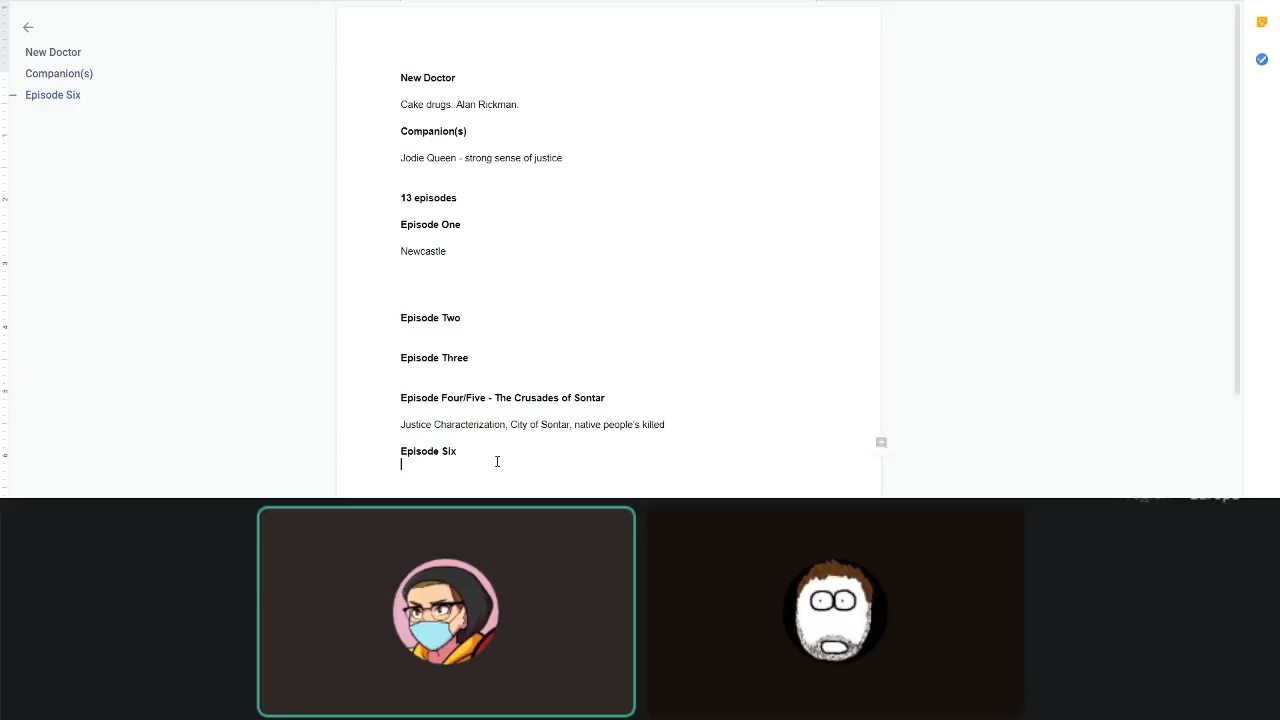 New Doctor
Companion(s)
Episode Six
New Doctor
Cake drugs. Alan Rickman.
Companion(s)
Jodie Queen - strong sense of justice
13 episodes
Episode One
Newcastle
Episode Two
Episode Three
Episode Four/Five - The Crusades of Sontar
Justice Characterization, City of Sontar, native people's killed
Episode Six